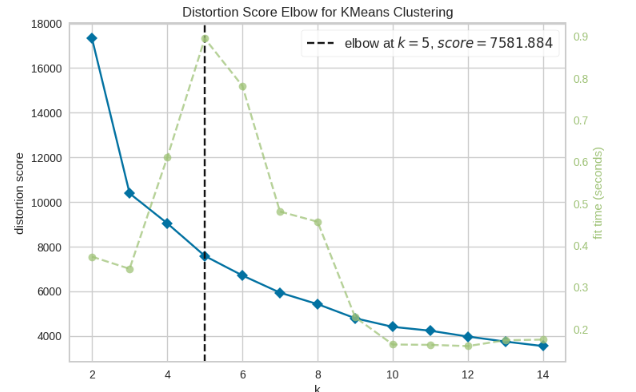 Distortion Score Elbow for KMeans Clustering
elbow at k = 5, score = 7581.884
distortion score
18000
16000
14000
12000
10000
8000
6000
4000
0.9
0.8
0.7
0.6
0.5
0.4
0.3
0.2
fit time (seconds)
2 4 6 8 10 12 14
k